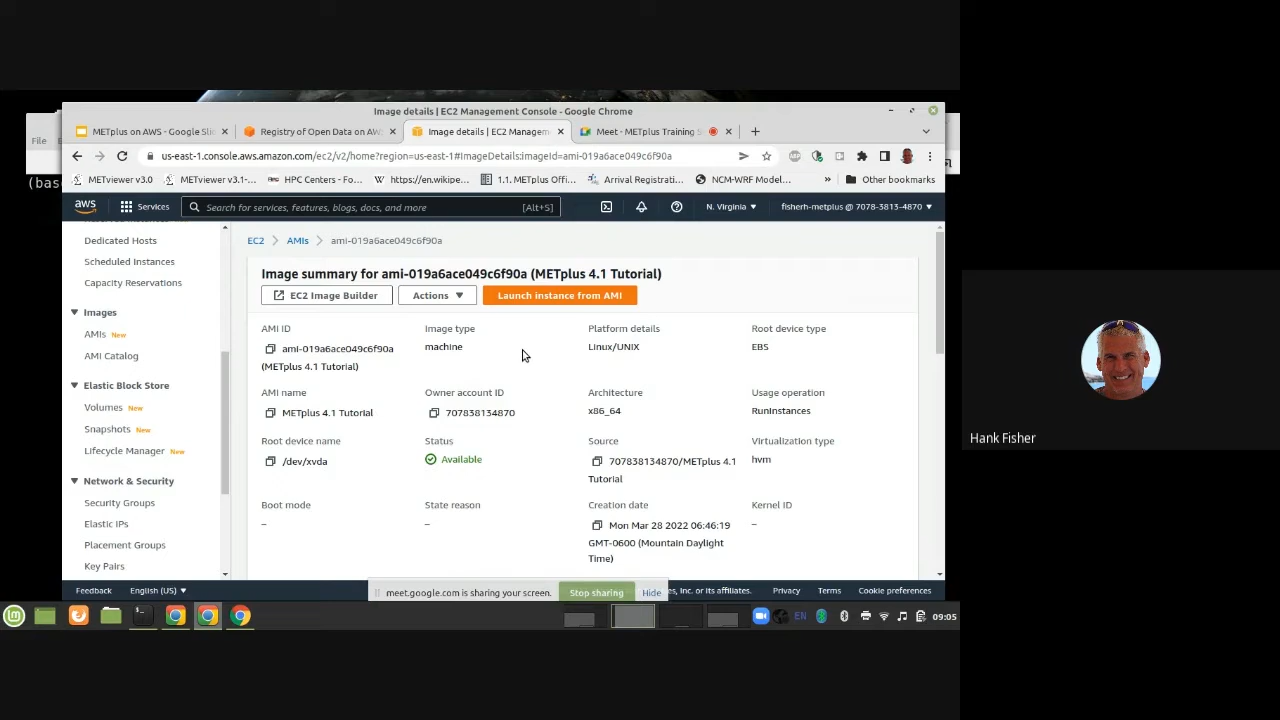 Image details | EC2 Management Console - Google Chrome
File
METplus on AWS - Google Slid
Registry of Open Data on AW
Image details | EC2 Managem
Meet - METplus Training S
us-east-1.console.aws.amazon.com/ec2/v2/home?region=us-east-1#ImageDetails:imageId=ami-019a6ace049c6f90a
ABP
METviewer v3.0
METviewer v3.1-...
HPC Centers - Fo...
W https://en.wikipe...
1.1. METplus Offi...
Arrival Registrati...
NCM-WRF Model...
»
Other bookmarks
(bas
aws
Services
Search for services, features, blogs, docs, and more
[Alt+S]
N. Virginia
fisherh-metplus @ 7078-3813-4870
Dedicated Hosts
Scheduled Instances
Capacity Reservations
Images
AMIs New
AMI Catalog
Elastic Block Store
Volumes New
Snapshots New
Lifecycle Manager New
Network & Security
Security Groups
Elastic IPs
Placement Groups
Key Pairs
EC2 > AMIs > ami-019a6ace049c6f90a
Image summary for ami-019a6ace049c6f90a (METplus 4.1 Tutorial)
EC2 Image Builder
Actions
Launch instance from AMI
AMI ID
ami-019a6ace049c6f90a
(METplus 4.1 Tutorial)
Image type
machine
Platform details
Linux/UNIX
Root device type
EBS
AMI name
METplus 4.1 Tutorial
Owner account ID
707838134870
Architecture
x86_64
Usage operation
RunInstances
Root device name
/dev/xvda
Status
Available
Source
707838134870/METplus 4.1
Tutorial
Virtualization type
hvm
Boot mode
–
State reason
–
Creation date
Mon Mar 28 2022 06:46:19
GMT-0600 (Mountain Daylight
Time)
Kernel ID
–
Feedback
English (US)
meet.google.com is sharing your screen.
Stop sharing
Hide
es, Inc. or its affiliates.
Privacy
Terms
Cookie preferences
EN
09:05
Hank Fisher